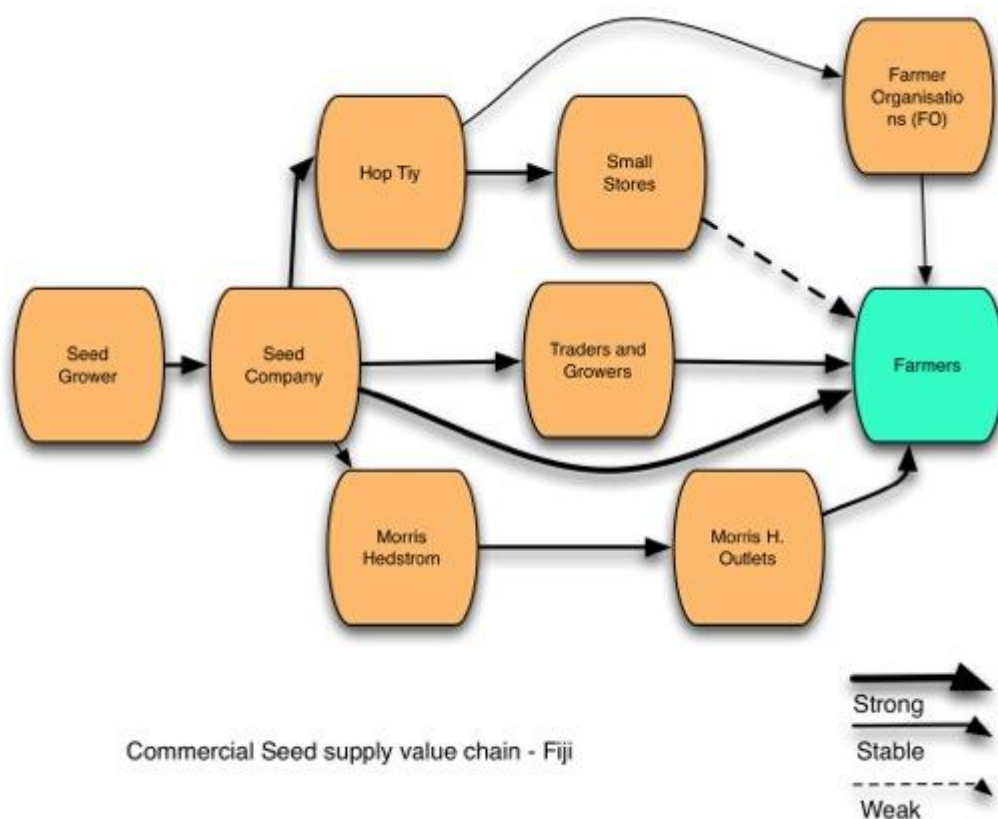 Farmer
Organisatio
ns (FO)
Hop Tiy
Small
Stores
Seed
Grower
Seed
Company
Traders and
Growers
Farmers
Morris
Hedstrom
Morris H.
Outlets
Strong
Stable
Weak
Commercial Seed supply value chain - Fiji